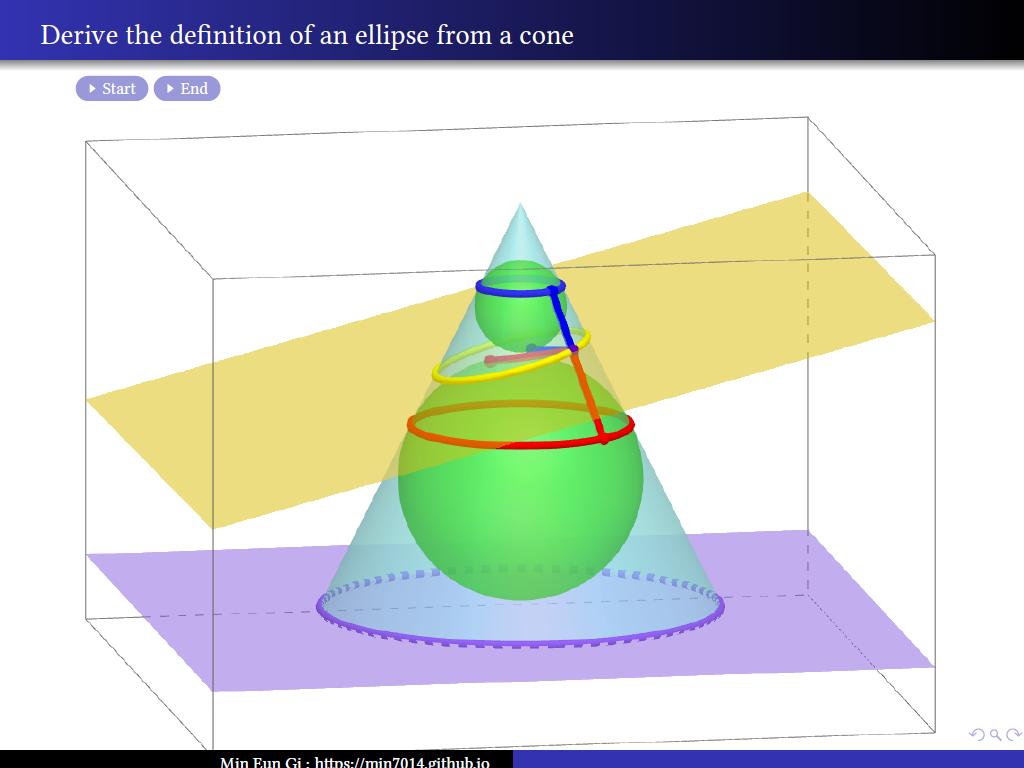 Derive the definition of an ellipse from a cone
Start End
Min Eun Gi : https://min7014.github.io